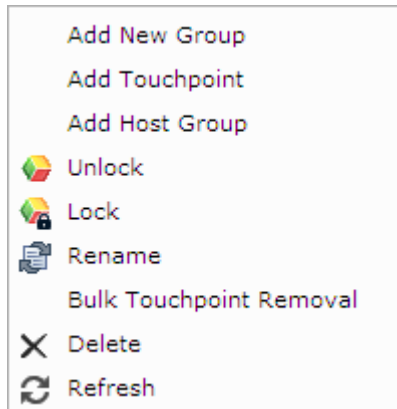 Add New Group
Add Touchpoint
Add Host Group
Unlock
Lock
Rename
Bulk Touchpoint Removal
Delete
Refresh